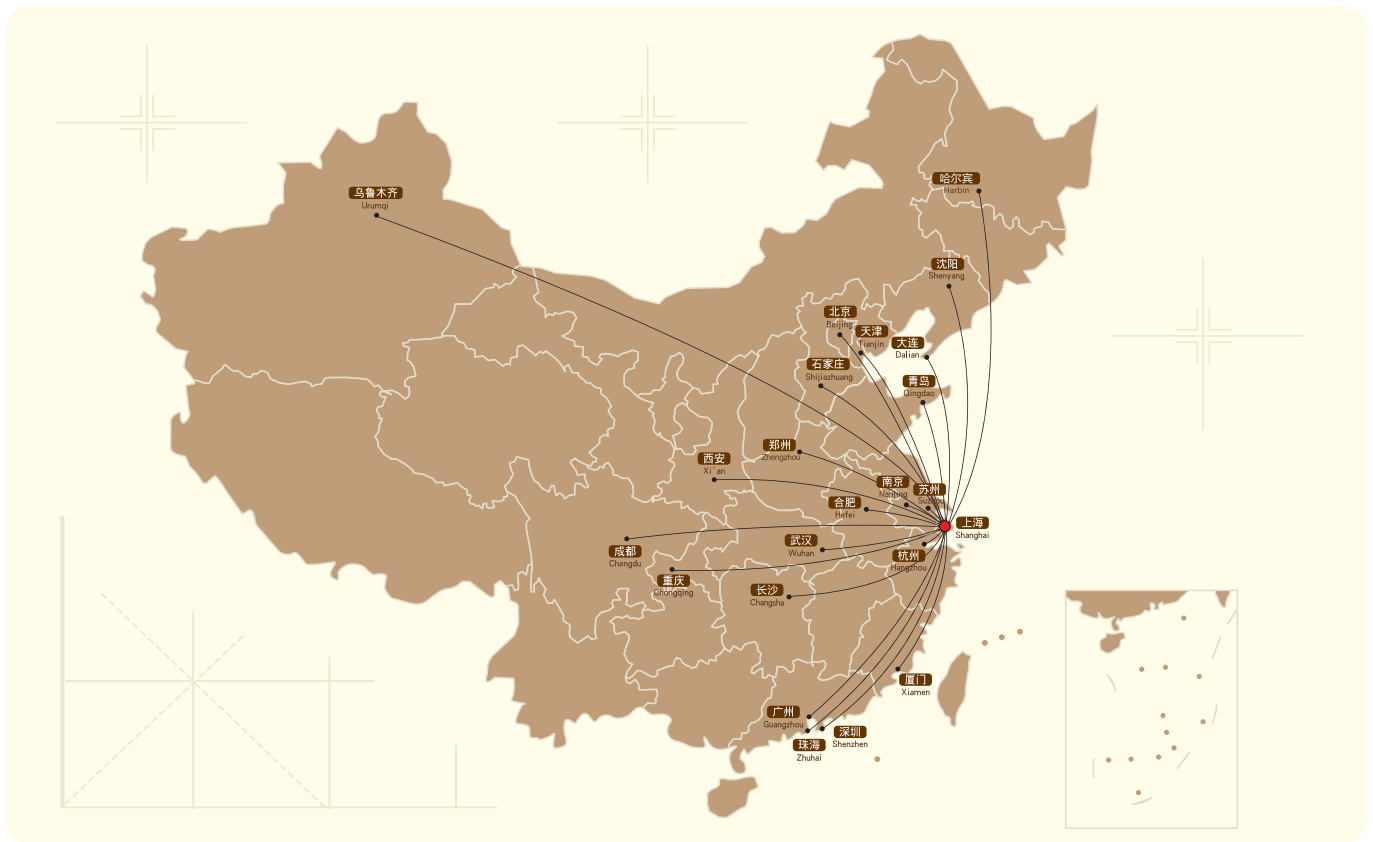 哈尔滨
Harbin
乌鲁木齐
Urumqi
沈阳
Shenyang
北京
Beijing
天津
Tianjin
大连
Dalian
石家庄
Shijiazhuang
青岛
Qingdao
郑州
Zhengzhou
西安
Xi'an
南京
Nanjing
苏州
合肥
Hefei
上海
Shanghai
武汉
Wuhan
成都
Chengdu
杭州
Hangzhou
重庆
Chongqing
长沙
Changsha
厦门
Xiamen
广州
Guangzhou
深圳
Shenzhen
珠海
Zhuhai